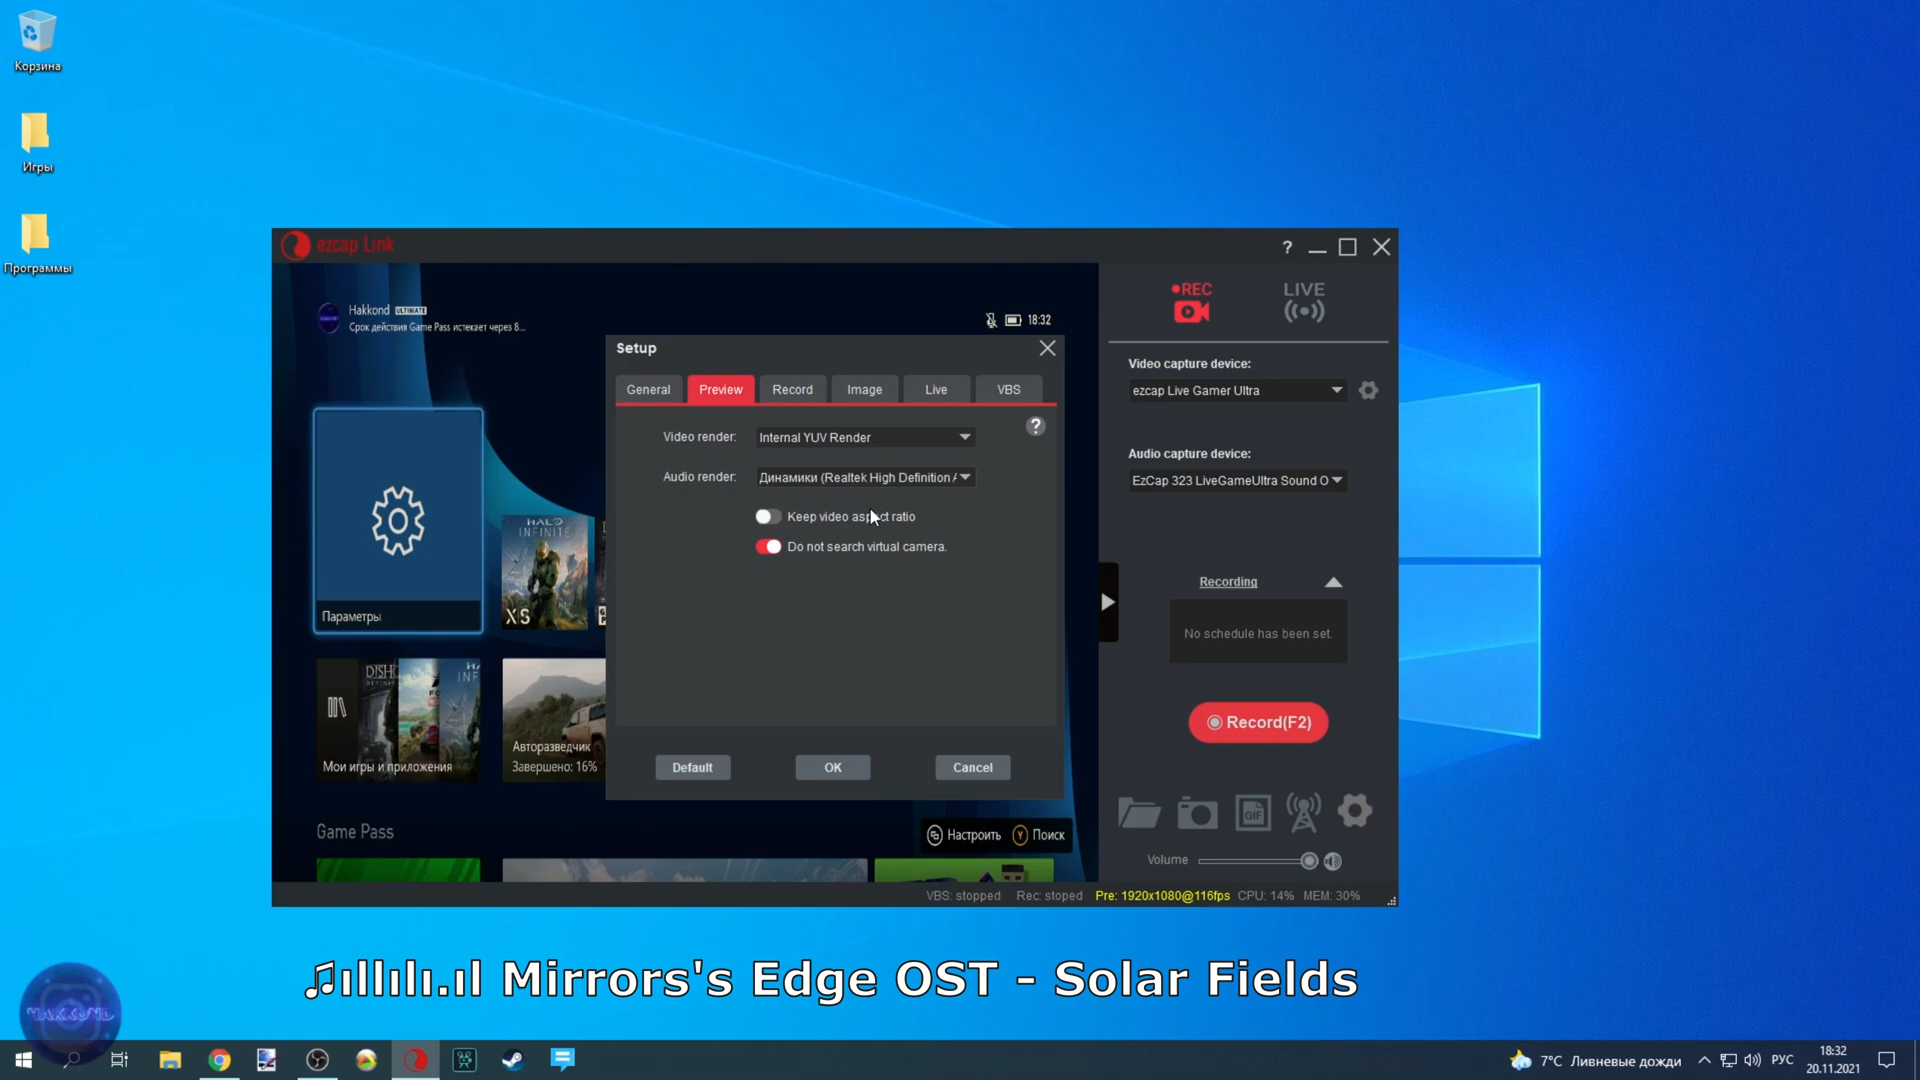 Корзина
Игры
Программы
ezcap Link
?
Hakkond ULTIMATE
Срок действия Game Pass истекает через 8...
18:32
Параметры
HALO
INFINITE
X|S
Мои игры и приложения
Авторазведчик
Завершено: 16%
Game Pass
Настроить
Y Поиск
Setup
General
Preview
Record
Image
Live
VBS
Video render:
Internal YUV Render
?
Audio render:
Динамики (Realtek High Definition A
Keep video aspect ratio
Do not search virtual camera.
Default
OK
Cancel
REC
LIVE
Video capture device:
ezcap Live Gamer Ultra
Audio capture device:
EzCap 323 LiveGameUltra Sound O
Recording
No schedule has been set.
Record(F2)
GIF
Volume
VBS: stopped
Rec: stoped
Pre: 1920x1080@116fps
CPU: 14%
MEM: 30%
Mirrors's Edge OST - Solar Fields
HAKKOND
7°C Ливневые дожди
РУС
18:32
20.11.2021